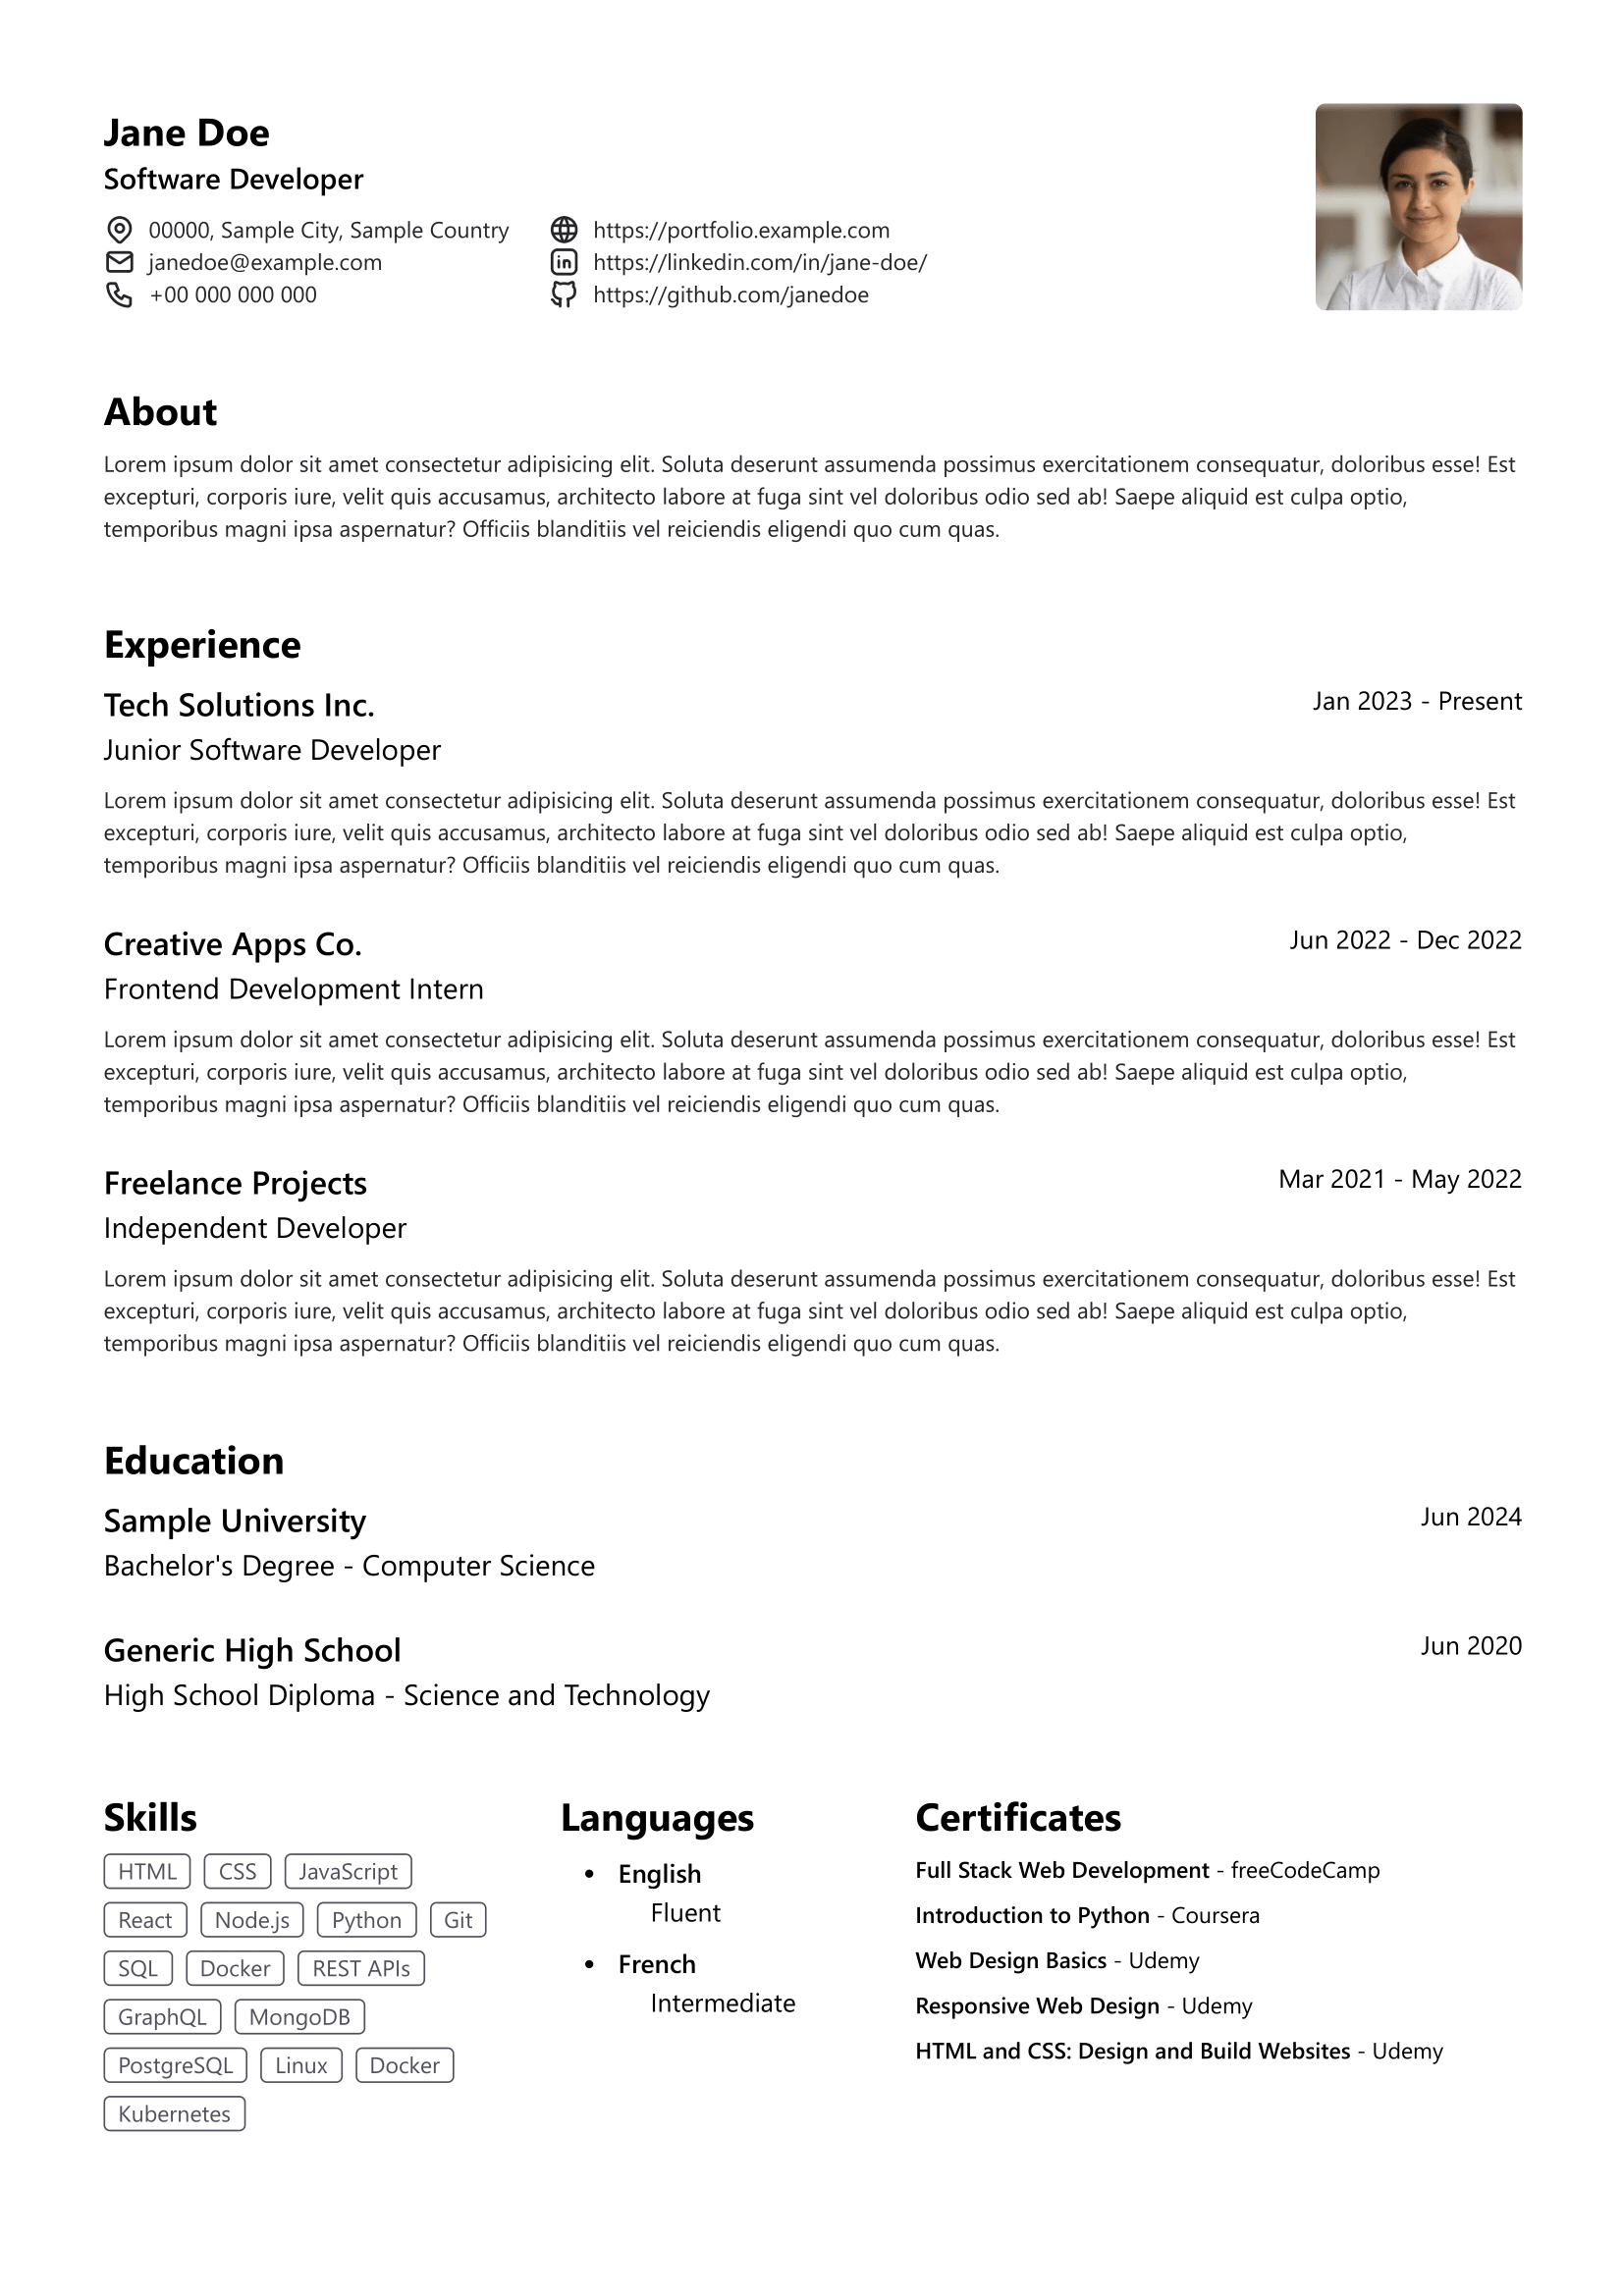 Jane Doe
Software Developer
00000, Sample City, Sample Country
janedoe@example.com
+00 000 000 000
https://portfolio.example.com
https://linkedin.com/in/jane-doe/
https://github.com/janedoe
About
Lorem ipsum dolor sit amet consectetur adipisicing elit. Soluta deserunt assumenda possimus exercitationem consequatur, doloribus esse! Est
excepturi, corporis iure, velit quis accusamus, architecto labore at fuga sint vel doloribus odio sed ab! Saepe aliquid est culpa optio,
temporibus magni ipsa aspernatur? Officiis blanditiis vel reiciendis eligendi quo cum quas.
Experience
Tech Solutions Inc. Jan 2023 - Present
Junior Software Developer
Lorem ipsum dolor sit amet consectetur adipisicing elit. Soluta deserunt assumenda possimus exercitationem consequatur, doloribus esse! Est
excepturi, corporis iure, velit quis accusamus, architecto labore at fuga sint vel doloribus odio sed ab! Saepe aliquid est culpa optio,
temporibus magni ipsa aspernatur? Officiis blanditiis vel reiciendis eligendi quo cum quas.
Creative Apps Co. Jun 2022 - Dec 2022
Frontend Development Intern
Lorem ipsum dolor sit amet consectetur adipisicing elit. Soluta deserunt assumenda possimus exercitationem consequatur, doloribus esse! Est
excepturi, corporis iure, velit quis accusamus, architecto labore at fuga sint vel doloribus odio sed ab! Saepe aliquid est culpa optio,
temporibus magni ipsa aspernatur? Officiis blanditiis vel reiciendis eligendi quo cum quas.
Freelance Projects Mar 2021 - May 2022
Independent Developer
Lorem ipsum dolor sit amet consectetur adipisicing elit. Soluta deserunt assumenda possimus exercitationem consequatur, doloribus esse! Est
excepturi, corporis iure, velit quis accusamus, architecto labore at fuga sint vel doloribus odio sed ab! Saepe aliquid est culpa optio,
temporibus magni ipsa aspernatur? Officiis blanditiis vel reiciendis eligendi quo cum quas.
Education
Sample University Jun 2024
Bachelor's Degree - Computer Science
Generic High School Jun 2020
High School Diploma - Science and Technology
Skills
HTML CSS JavaScript
React Node.js Python Git
SQL Docker REST APIs
GraphQL MongoDB
PostgreSQL Linux Docker
Kubernetes
Languages
• English
Fluent
• French
Intermediate
Certificates
Full Stack Web Development - freeCodeCamp
Introduction to Python - Coursera
Web Design Basics - Udemy
Responsive Web Design - Udemy
HTML and CSS: Design and Build Websites - Udemy